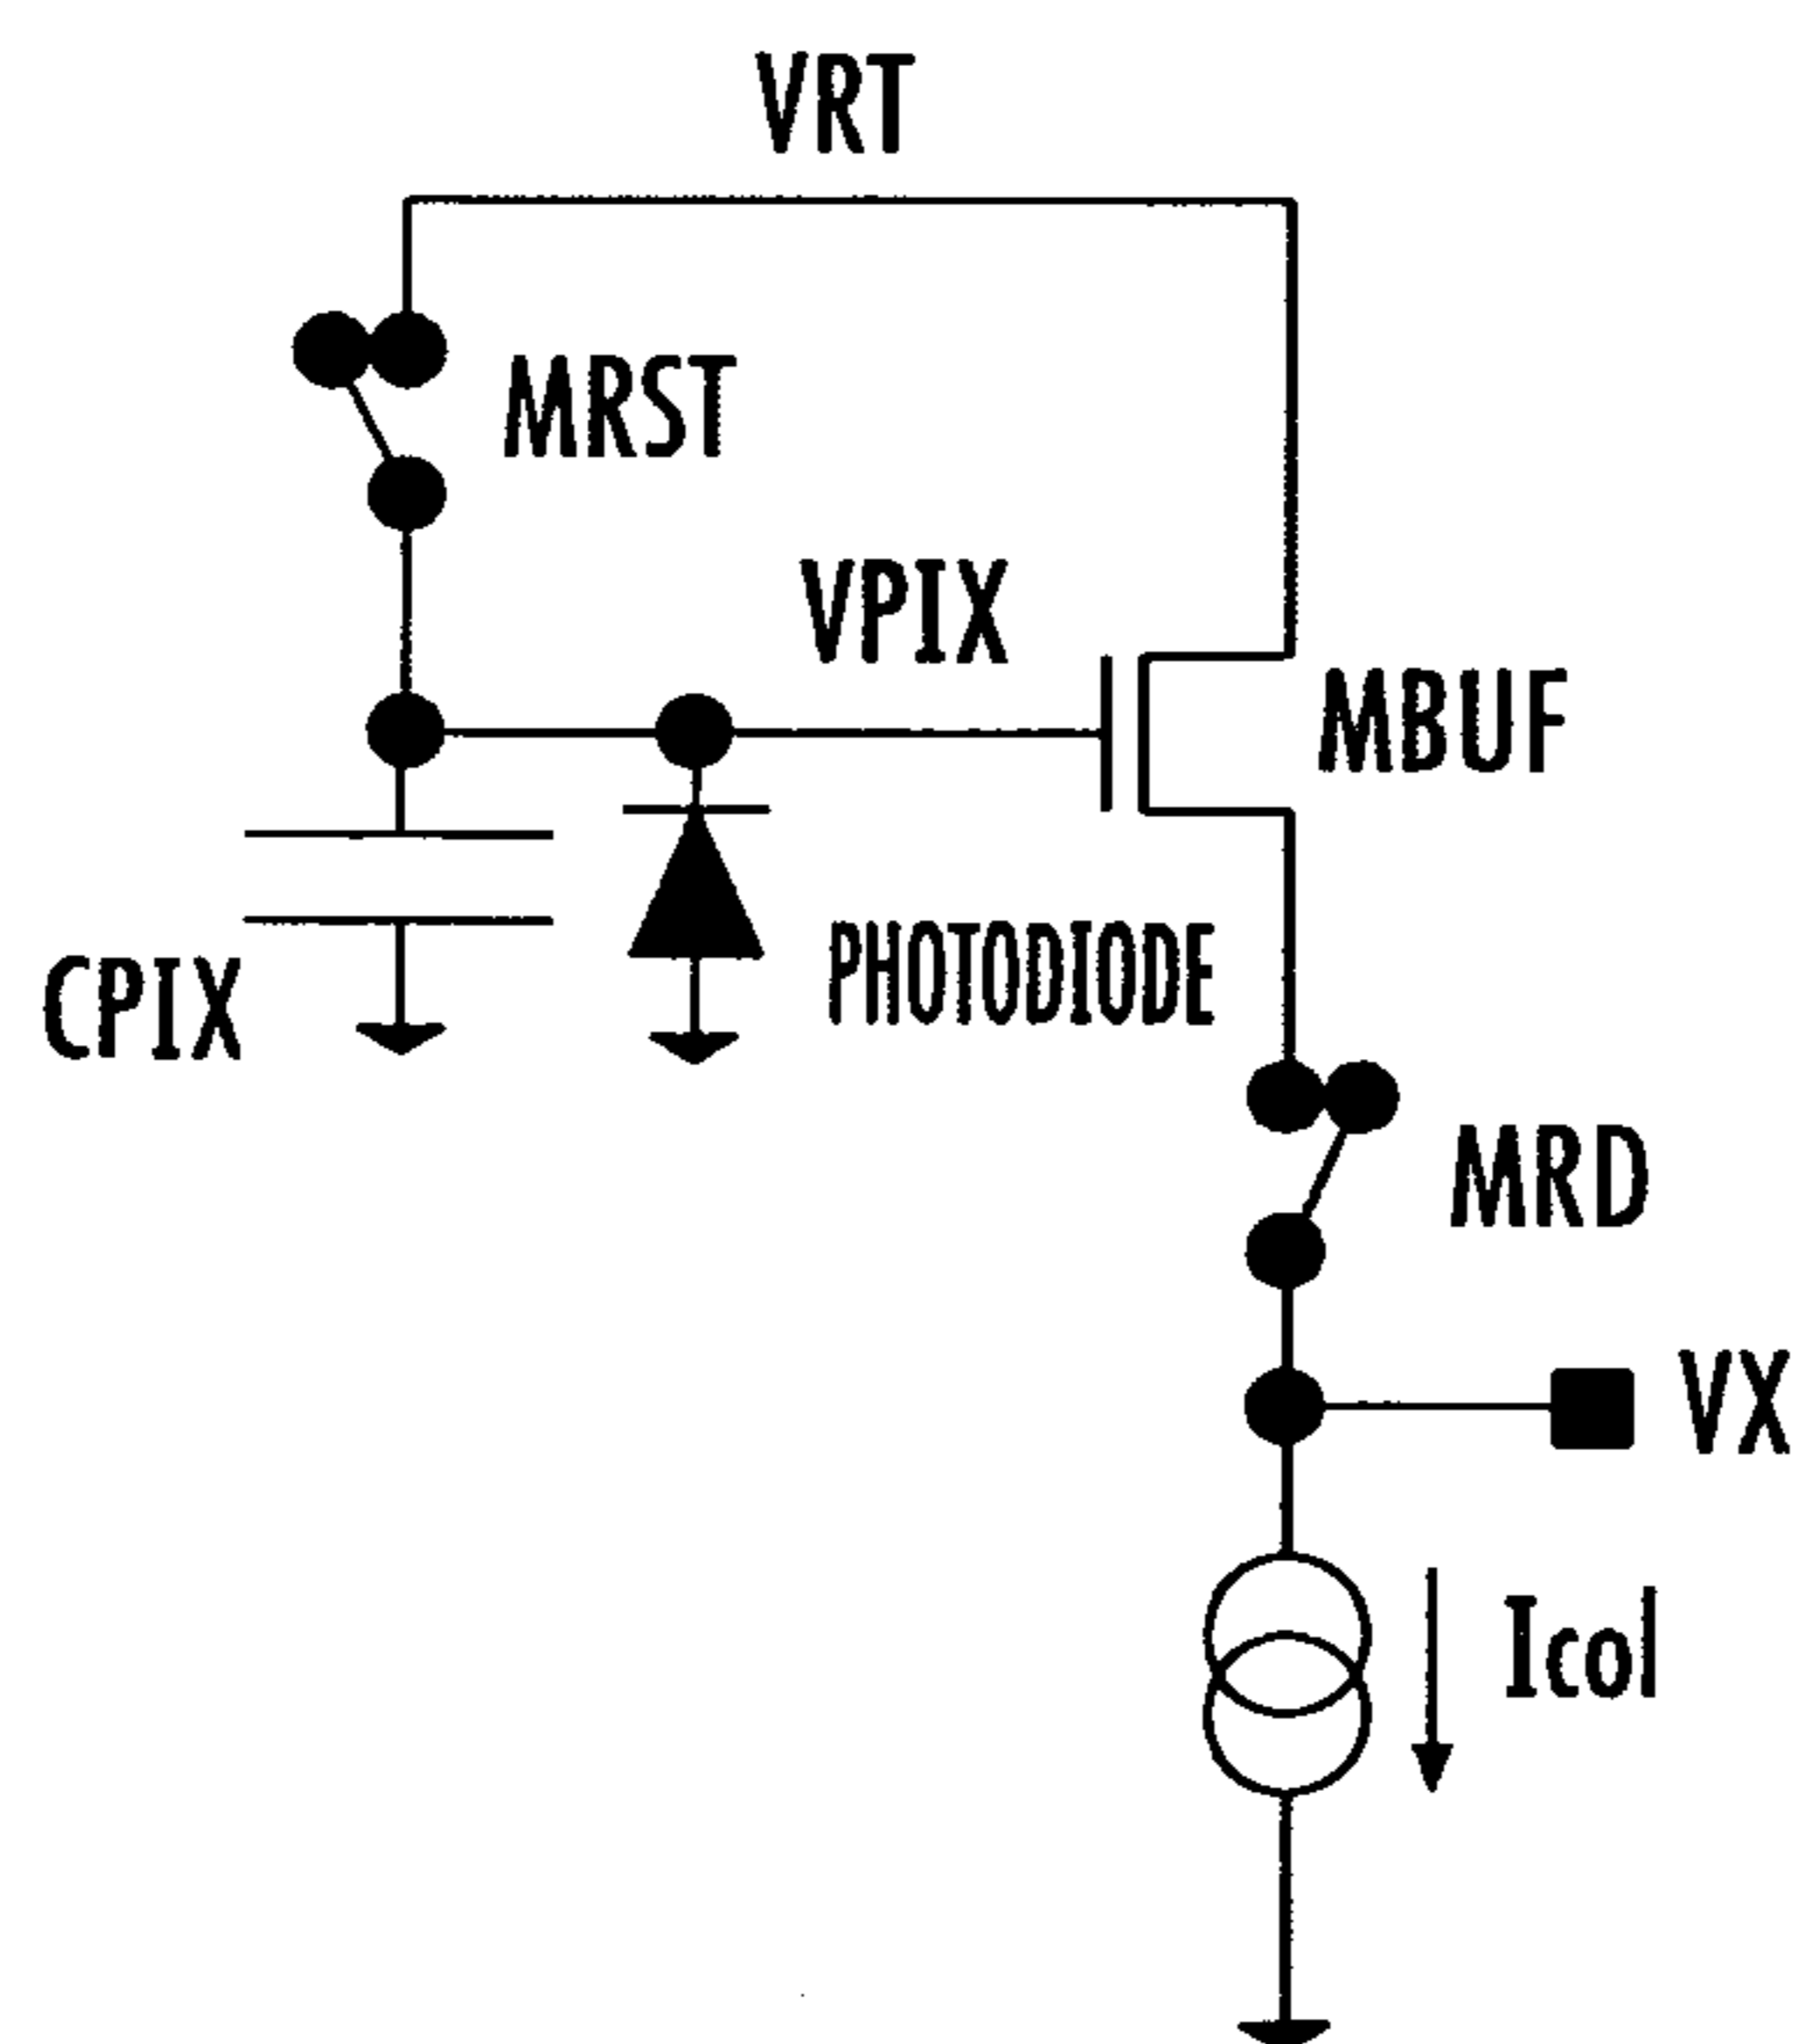 VRT
MRST
VPIX
MBUF
PHOTODIODE
CPIX
MRD
VX
Icol